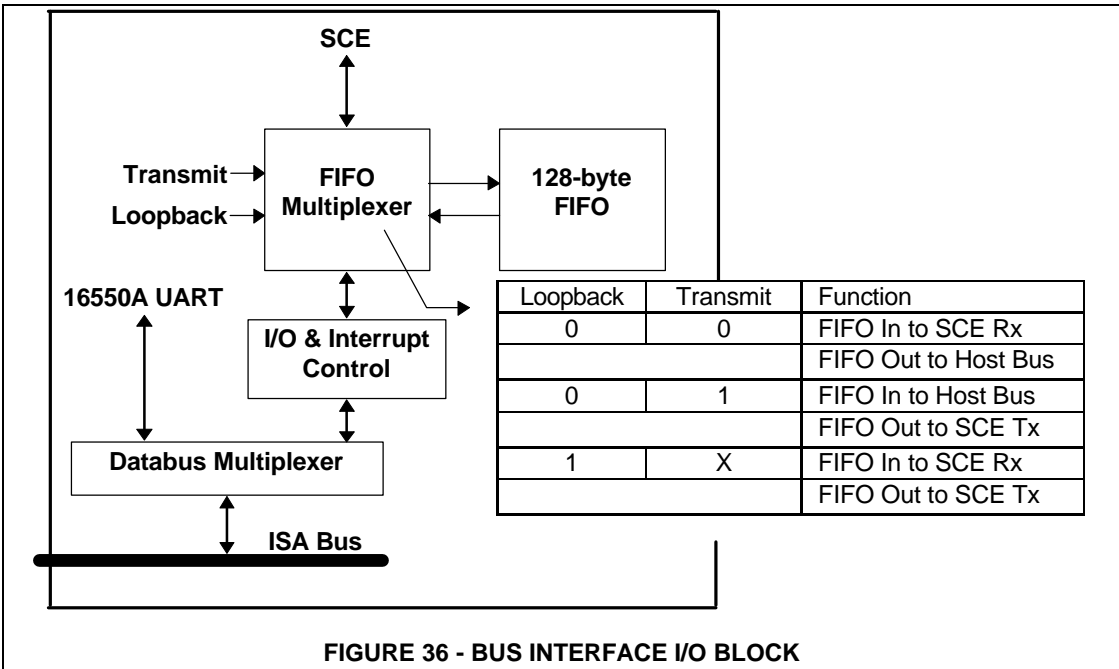 SCE
Transmit
Loopback
FIFO
Multiplexer
128-byte
FIFO
16550A UART
I/O & Interrupt
Control
Databus Multiplexer
ISA Bus
Loopback Transmit Function
0 0 FIFO In to SCE Rx
FIFO Out to Host Bus
0 1 FIFO In to Host Bus
FIFO Out to SCE Tx
1 X FIFO In to SCE Rx
FIFO Out to SCE Tx
FIGURE 36 - BUS INTERFACE I/O BLOCK